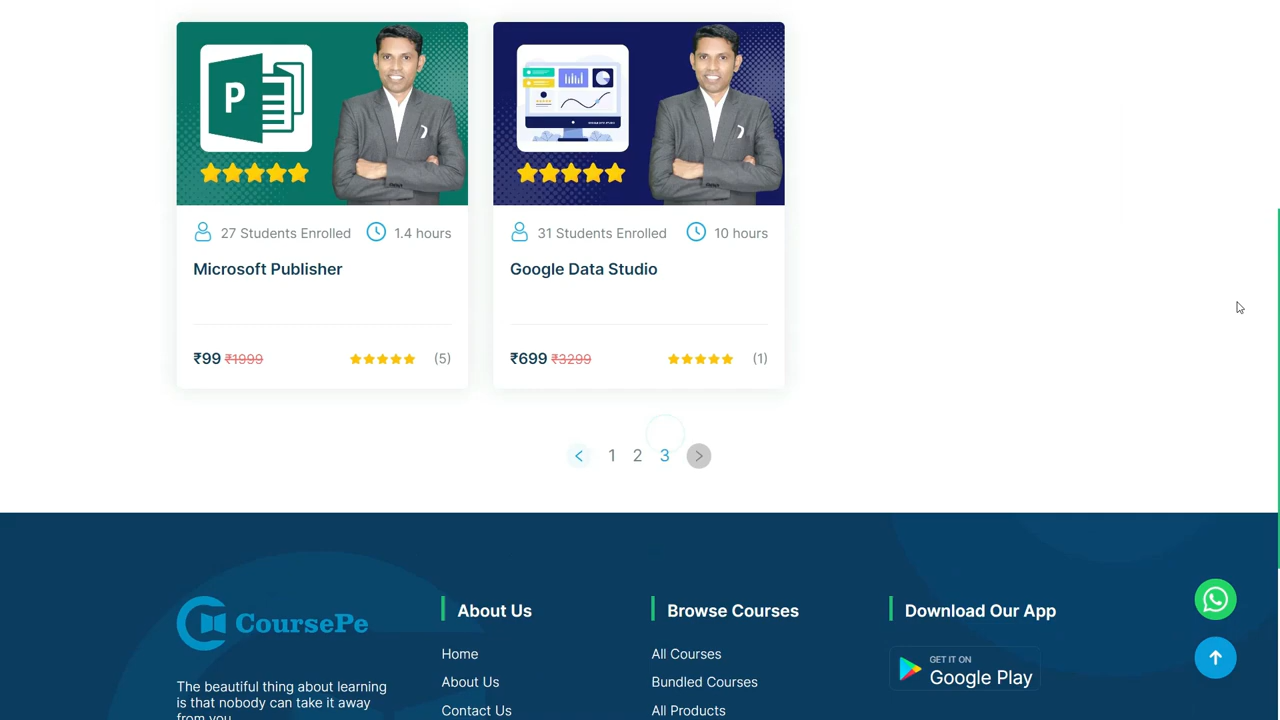 P
27 Students Enrolled 1.4 hours
Microsoft Publisher
₹99 ₹1999 (5)
31 Students Enrolled 10 hours
Google Data Studio
₹699 ₹3299 (1)
1 2 3
CoursePe
The beautiful thing about learning
is that nobody can take it away
from you
About Us
Home
About Us
Contact Us
Browse Courses
All Courses
Bundled Courses
All Products
Download Our App
GET IT ON
Google Play